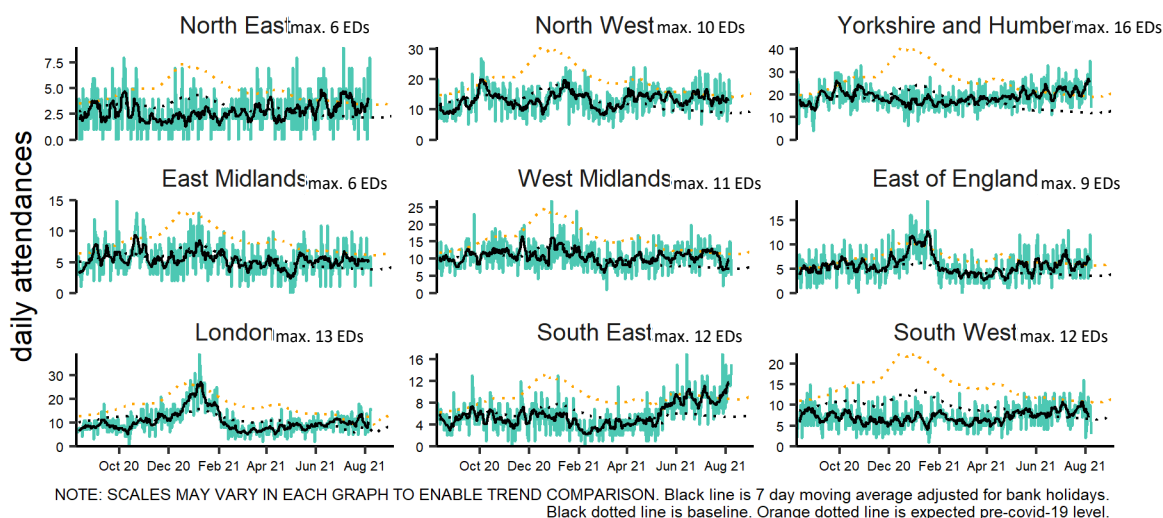 North East max. 6 EDs
North West max. 10 EDs
Yorkshire and Humber max. 16 EDs
7.5
5.0
2.5
0.0
30
20
10
0
40
30
20
10
0
daily attendances
East Midlands max. 6 EDs
West Midlands max. 11 EDs
East of England max. 9 EDs
15
10
5
0
25
20
15
10
5
0
15
10
5
0
London max. 13 EDs
South East max. 12 EDs
South West max. 12 EDs
30
20
10
0
16
12
8
4
0
20
15
10
5
0
Oct 20 Dec 20 Feb 21 Apr 21 Jun 21 Aug 21
Oct 20 Dec 20 Feb 21 Apr 21 Jun 21 Aug 21
Oct 20 Dec 20 Feb 21 Apr 21 Jun 21 Aug 21
NOTE: SCALES MAY VARY IN EACH GRAPH TO ENABLE TREND COMPARISON. Black line is 7 day moving average adjusted for bank holidays.
Black dotted line is baseline. Orange dotted line is expected pre-covid-19 level.